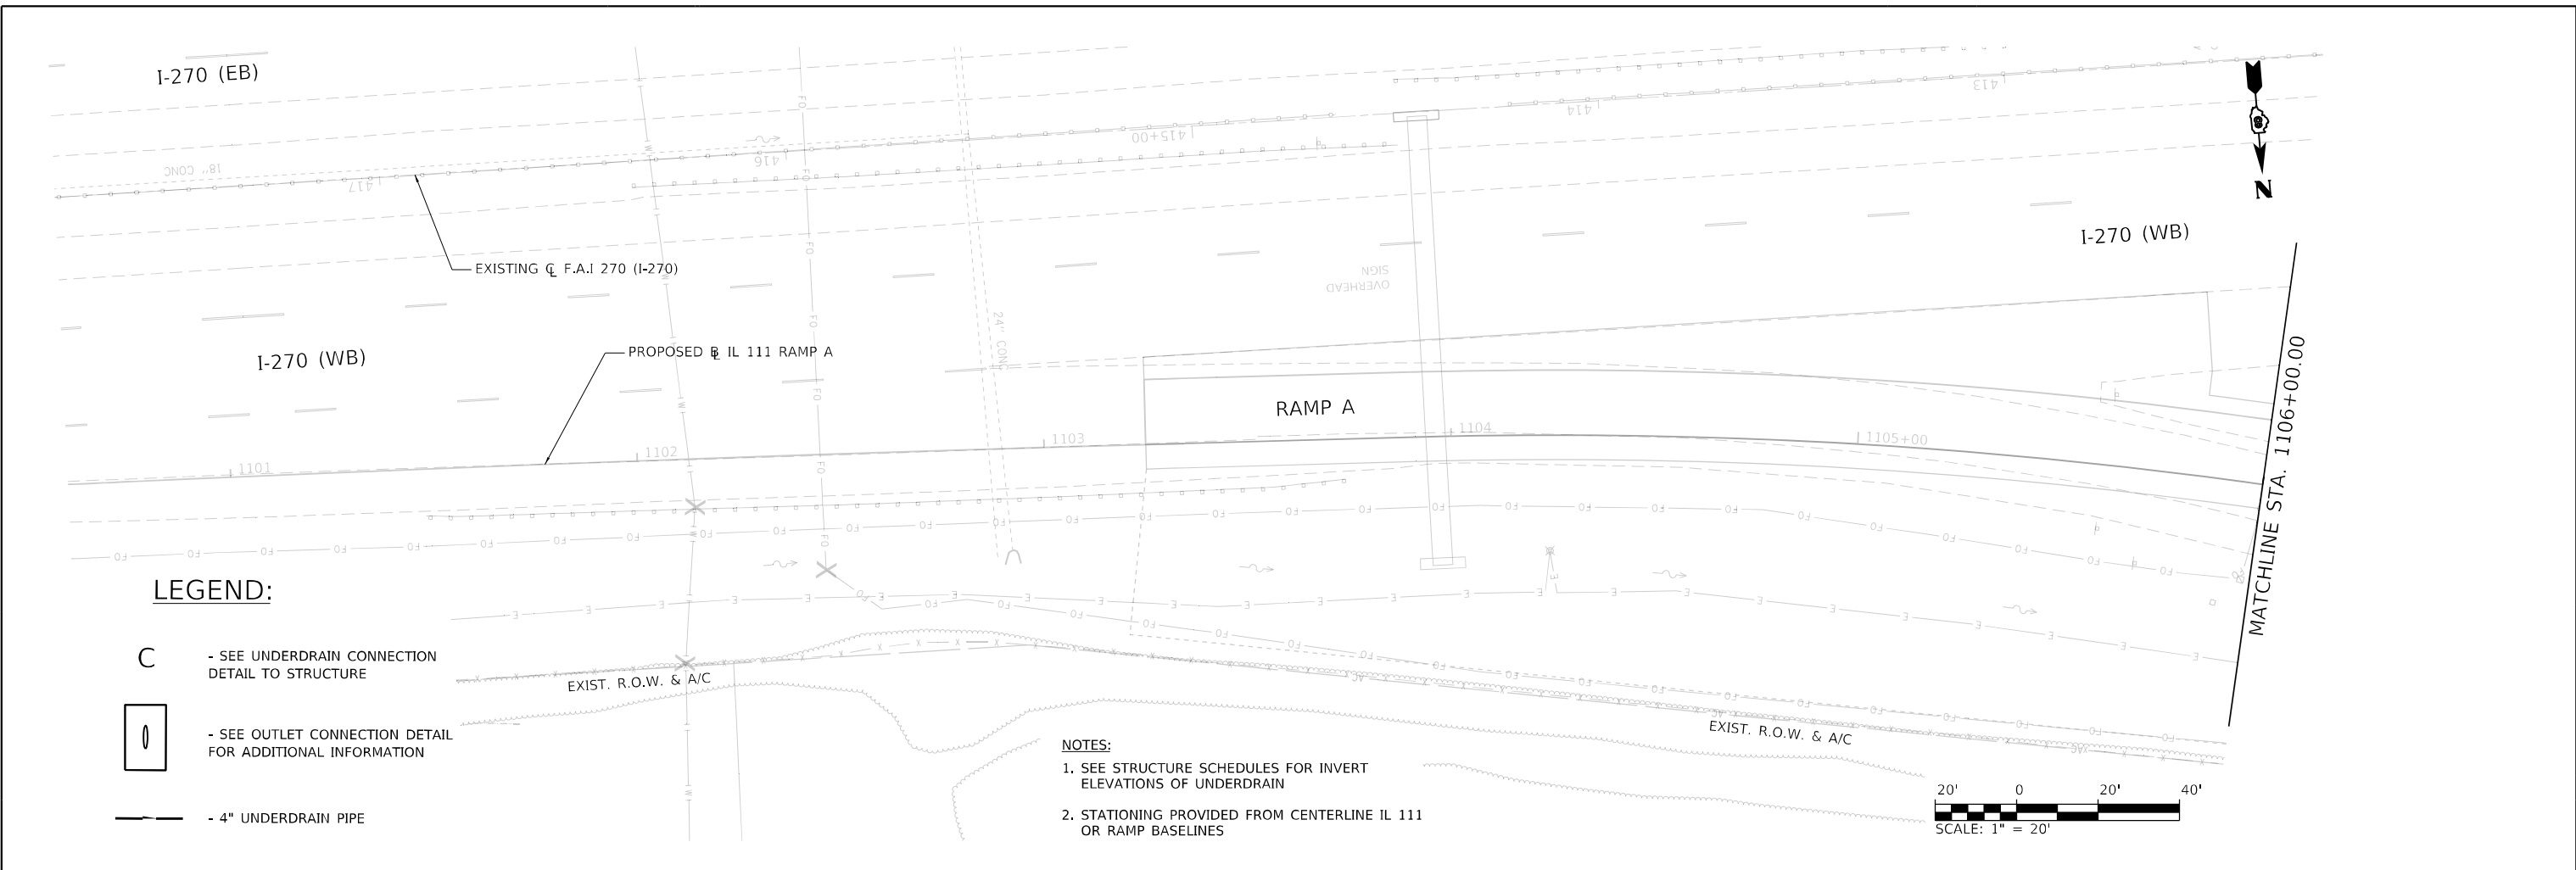 I-270 (EB)
18" CONC
417
416
415+00
414
413
N
EXISTING ℄ F.A.I 270 (I-270)
I-270 (WB)
OVERHEAD
SIGN
24" CONC
I-270 (WB)
PROPOSED ⅊ IL 111 RAMP A
RAMP A
1101
1102
1103
1104
1105+00
MATCHLINE STA. 1106+00.00
LEGEND:
C
- SEE UNDERDRAIN CONNECTION
DETAIL TO STRUCTURE
- SEE OUTLET CONNECTION DETAIL
FOR ADDITIONAL INFORMATION
- 4" UNDERDRAIN PIPE
EXIST. R.O.W. & A/C
EXIST. R.O.W. & A/C
NOTES:
1. SEE STRUCTURE SCHEDULES FOR INVERT
ELEVATIONS OF UNDERDRAIN
2. STATIONING PROVIDED FROM CENTERLINE IL 111
OR RAMP BASELINES
20' 0 20' 40'
SCALE: 1" = 20'